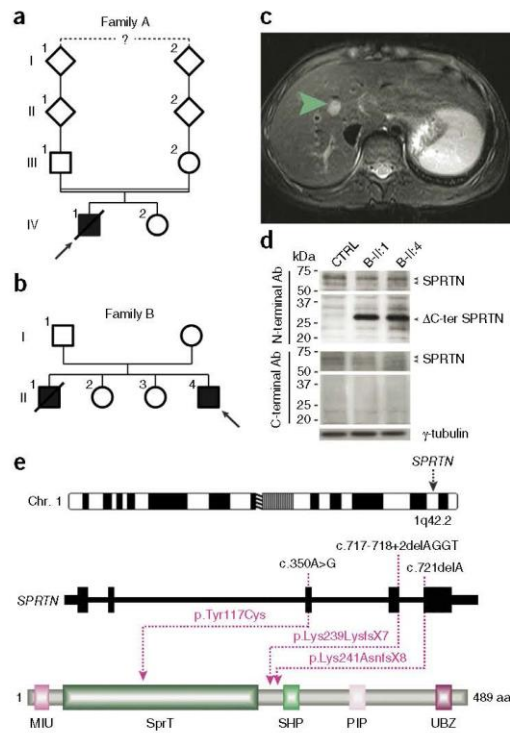 a
Family A
?
1
2
I
1
2
II
1
2
III
1
2
IV
b
Family B
1
I
1
2
3
4
II
c
d
kDa
CTRL
B-II:1
B-II:4
N-terminal Ab
75
50
SPRTN
37
25
20
ΔC-ter SPRTN
C-terminal Ab
75
50
SPRTN
37
25
20
γ-tubulin
e
SPRTN
Chr. 1
1q42.2
c.717-718+2delAGGT
c.350A>G
c.721delA
SPRTN
p.Tyr117Cys
p.Lys239LysfsX7
p.Lys241AsnfsX8
1
489 aa
MIU
SprT
SHP
PIP
UBZ